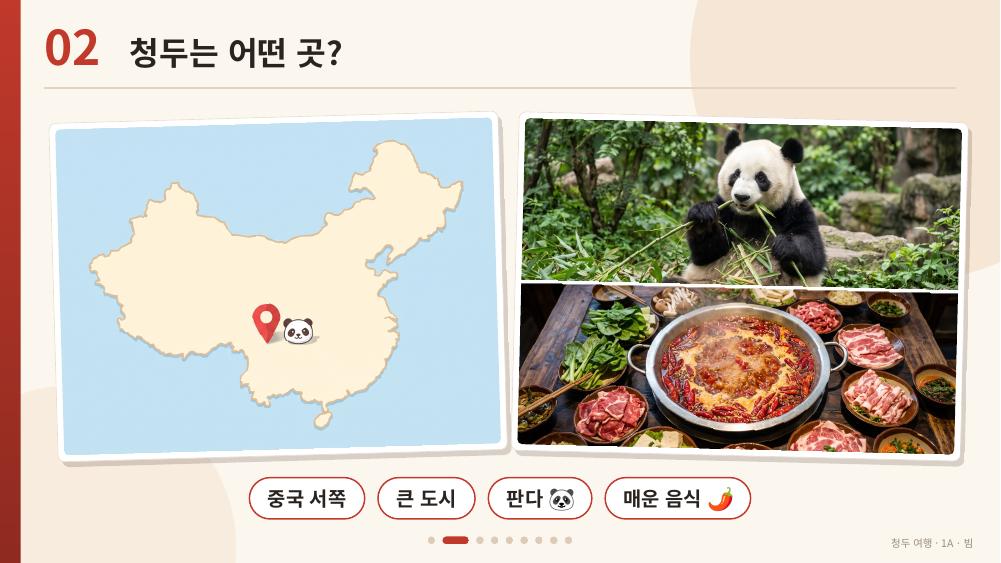 02 청두는 어떤 곳?
중국 서쪽
큰 도시
판다 🐼
매운 음식 🌶️
청두 여행 · 1A · 빔